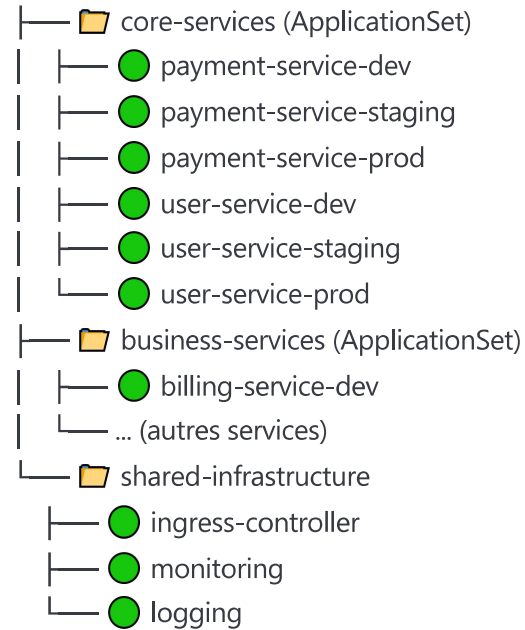 core-services (ApplicationSet)
payment-service-dev
payment-service-staging
payment-service-prod
user-service-dev
user-service-staging
user-service-prod
business-services (ApplicationSet)
billing-service-dev
... (autres services)
shared-infrastructure
ingress-controller
monitoring
logging